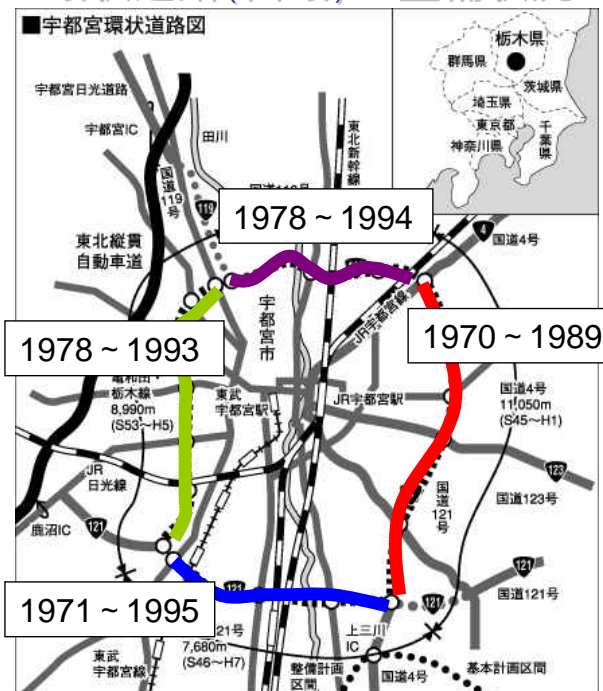 ■宇都宮環状道路図
栃木県
群馬県
茨城県
埼玉県
東京都
千葉県
神奈川県
宇都宮日光道路
宇都宮IC
田川
東北新幹線
国道119号
119
1978 ~ 1994
4
国道4号
東北縦貫
自動車道
宇都宮市
JR宇都宮線
1978 ~ 1993
1970 ~ 1989
栃木線
8,990m
(S53~H5)
東武
宇都宮駅
JR宇都宮駅
国道4号
11,050m
(S45~H1)
JR
日光線
123
国道123号
国道121号
鹿沼IC
121
121
国道121号
121
121
1971 ~ 1995
21号
7,680m
(S46~H7)
上三川
IC
東武
宇都宮線
整備計画
区間
国道4号
基本計画区間